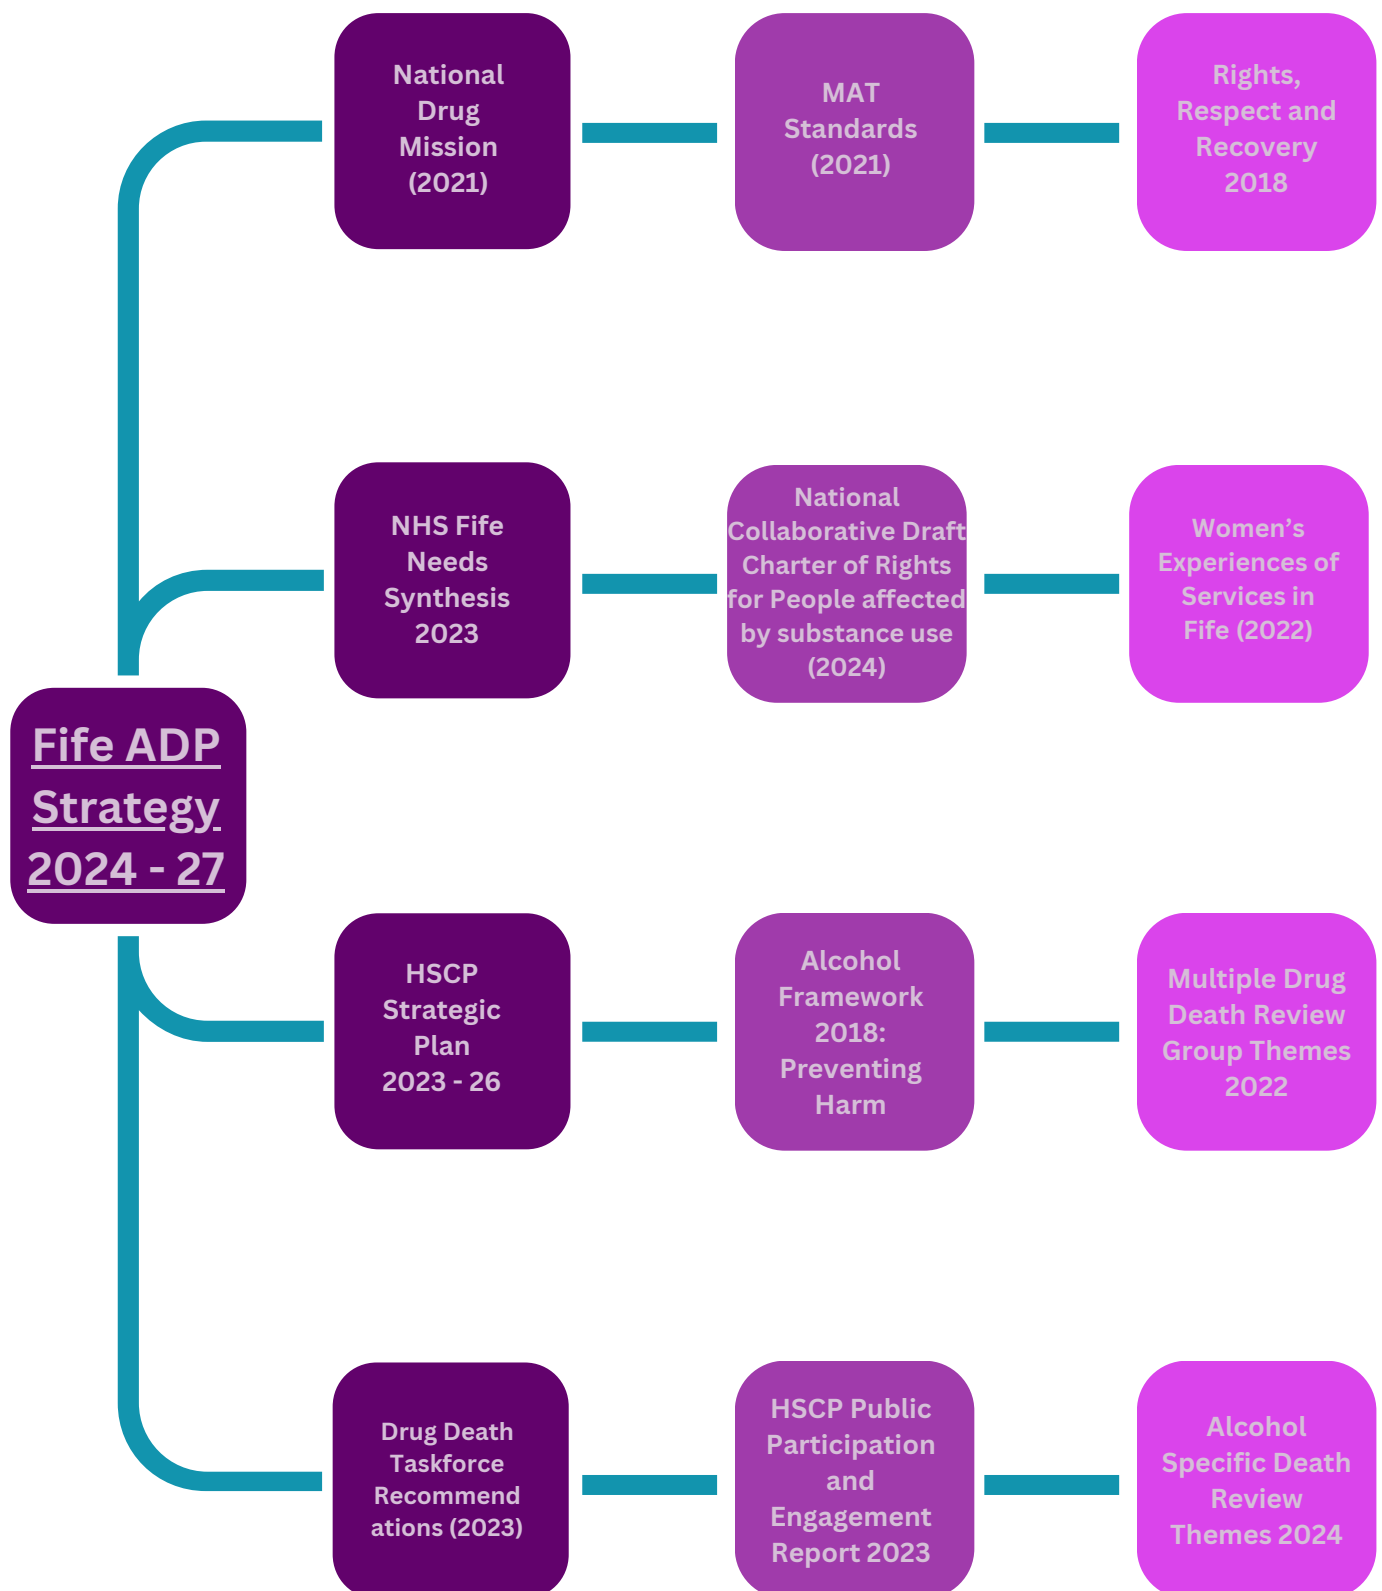 National
Drug
Mission
(2021)
MAT
Standards
(2021)
Rights,
Respect and
Recovery
2018
NHS Fife
Needs
Synthesis
2023
National
Collaborative Draft
Charter of Rights
for People affected
by substance use
(2024)
Women’s
Experiences of
Services in
Fife (2022)
Fife ADP
Strategy
2024 - 27
HSCP
Strategic
Plan
2023 - 26
Alcohol
Framework
2018:
Preventing
Harm
Multiple Drug
Death Review
Group Themes
2022
Drug Death
Taskforce
Recommend
ations (2023)
HSCP Public
Participation
and
Engagement
Report 2023
Alcohol
Specific Death
Review
Themes 2024